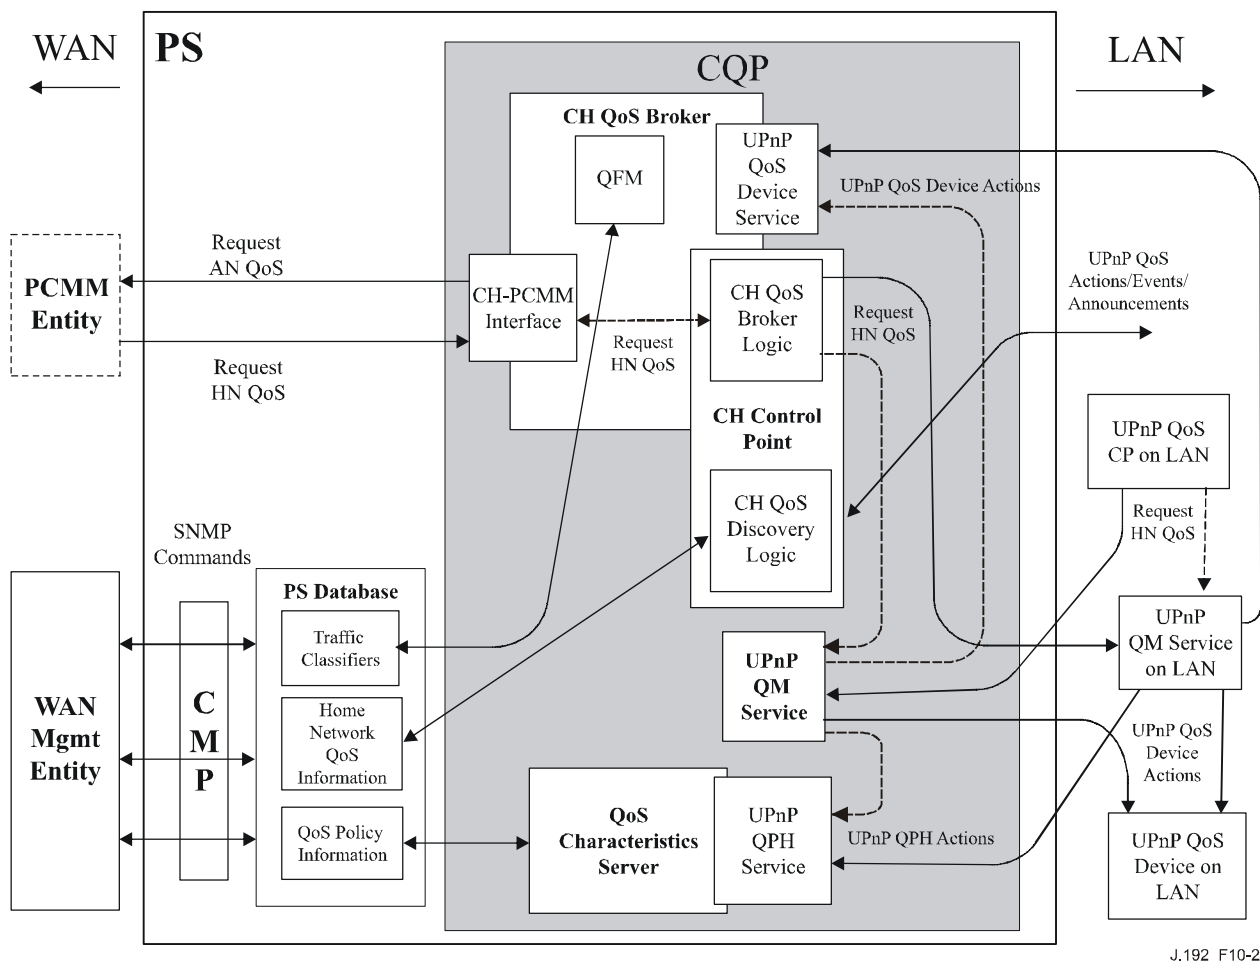 WAN
PS
LAN
CQP
CH QoS Broker
QFM
UPnP
QoS
Device
Service
UPnP QoS Device Actions
Request
AN QoS
PCMM
Entity
Request
HN QoS
CH-PCMM
Interface
Request
HN QoS
CH QoS
Broker
Logic
Request
HN QoS
UPnP QoS
Actions/Events/
Announcements
CH Control
Point
CH QoS
Discovery
Logic
UPnP QoS
CP on LAN
Request
HN QoS
SNMP
Commands
WAN
Mgmt
Entity
C
M
P
PS Database
Traffic
Classifiers
Home
Network
QoS
Information
QoS Policy
Information
UPnP
QM
Service
UPnP
QM Service
on LAN
UPnP QoS
Device
Actions
QoS
Characteristics
Server
UPnP
QPH
Service
UPnP QPH Actions
UPnP QoS
Device on
LAN
J.192_F10-2